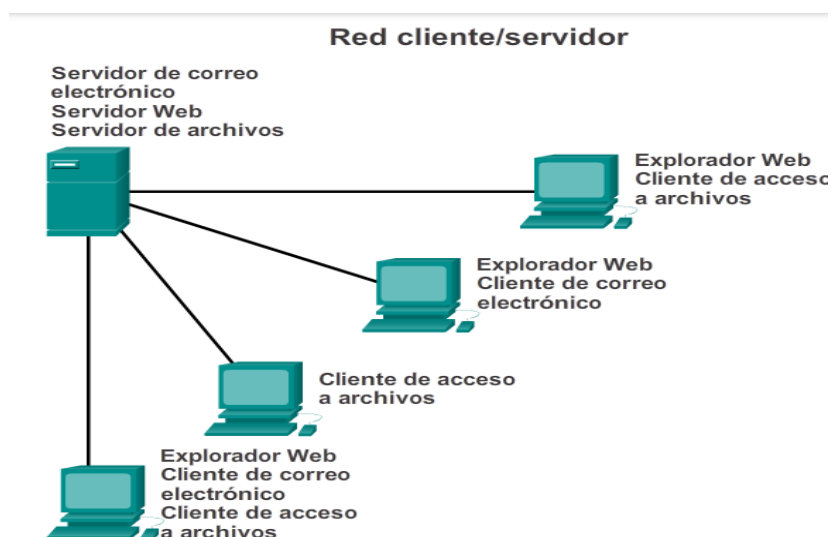 Red cliente/servidor
Servidor de correo
electrónico
Servidor Web
Servidor de archivos
Explorador Web
Cliente de acceso
a archivos
Explorador Web
Cliente de correo
electrónico
Cliente de acceso
a archivos
Explorador Web
Cliente de correo
electrónico
Cliente de acceso
a archivos